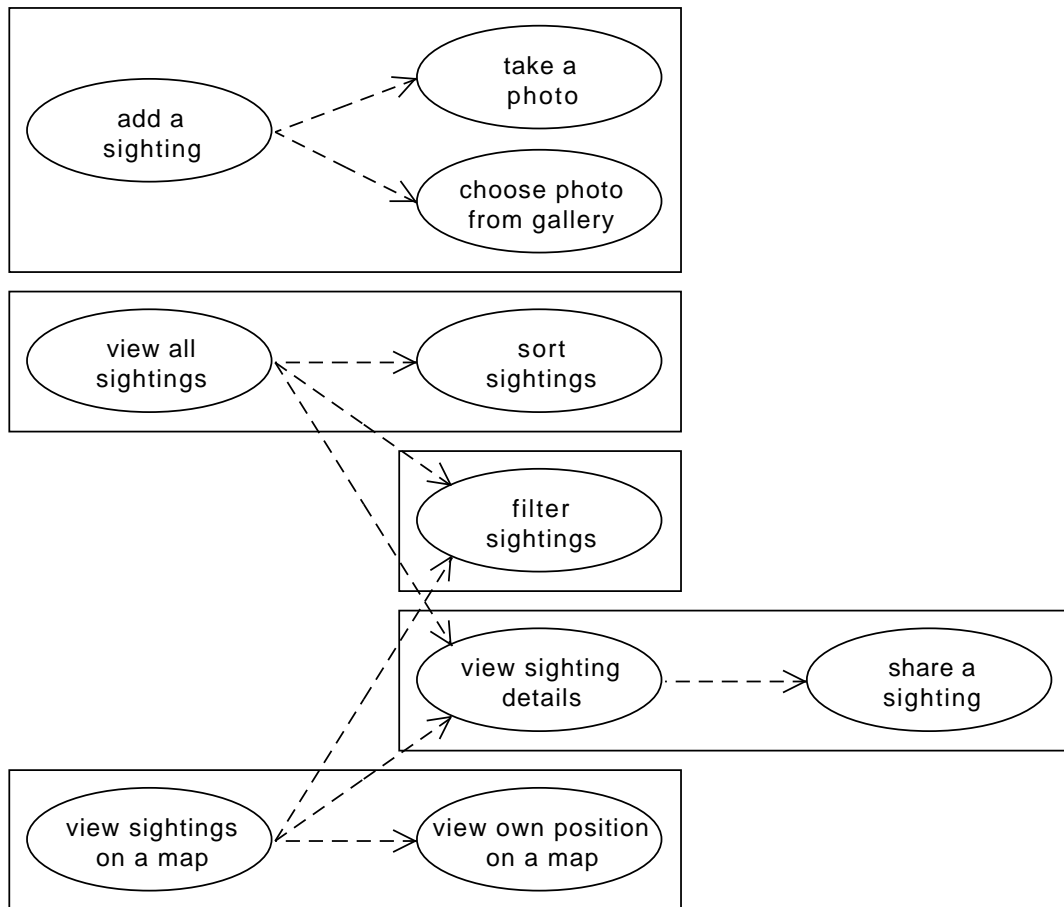 add a
sighting
take a
photo
choose photo
from gallery
view all
sightings
sort
sightings
filter
sightings
view sighting
details
share a
sighting
view sightings
on a map
view own position
on a map